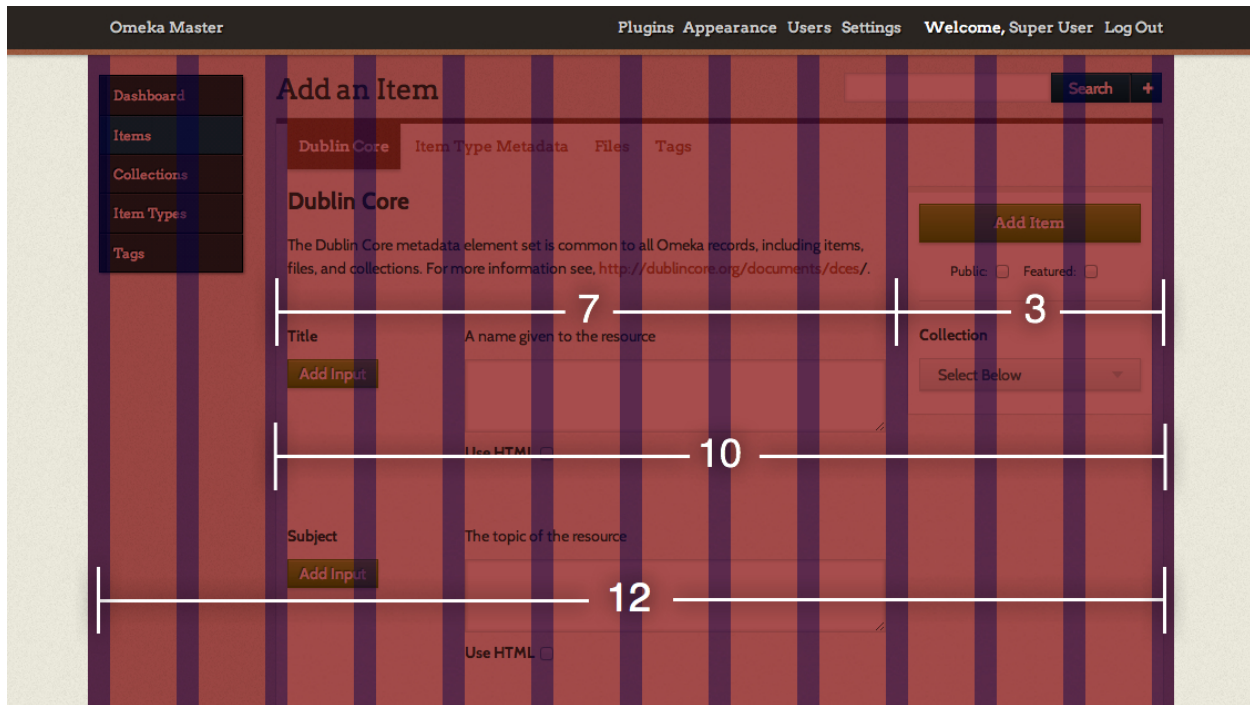 Omeka Master Plugins Appearance Users Settings Welcome, Super User Log Out
Dashboard
Items
Collections
Item Types
Tags
Add an Item
Search +
Dublin Core Item Type Metadata Files Tags
Dublin Core
The Dublin Core metadata element set is common to all Omeka records, including items,
files, and collections. For more information see, http://dublincore.org/documents/dces/.
Add Item
Public: Featured:
7
3
Title
A name given to the resource
Collection
Add Input
Select Below
Use HTML
10
Subject
The topic of the resource
Add Input
12
Use HTML